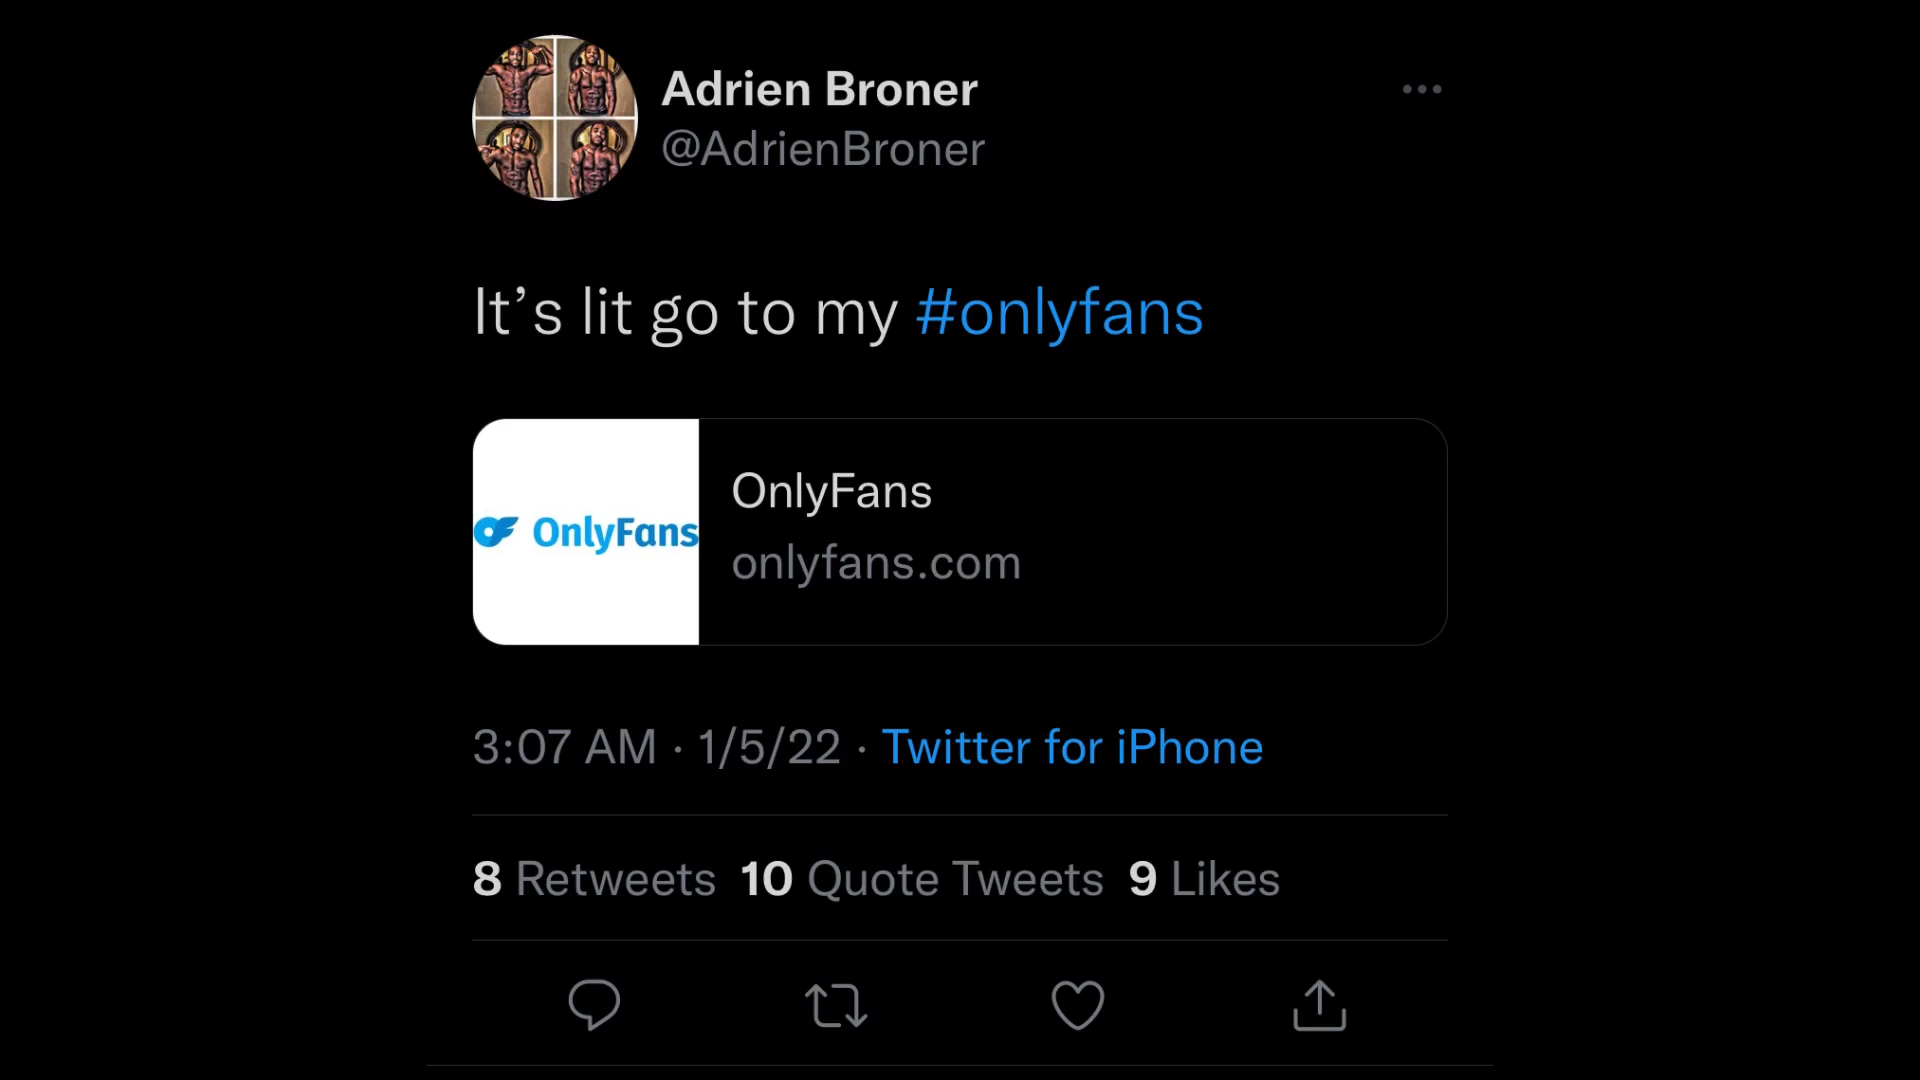 Adrien Broner
@AdrienBroner
It’s lit go to my #onlyfans
OnlyFans
OnlyFans
onlyfans.com
3:07 AM · 1/5/22 · Twitter for iPhone
8 Retweets 10 Quote Tweets 9 Likes